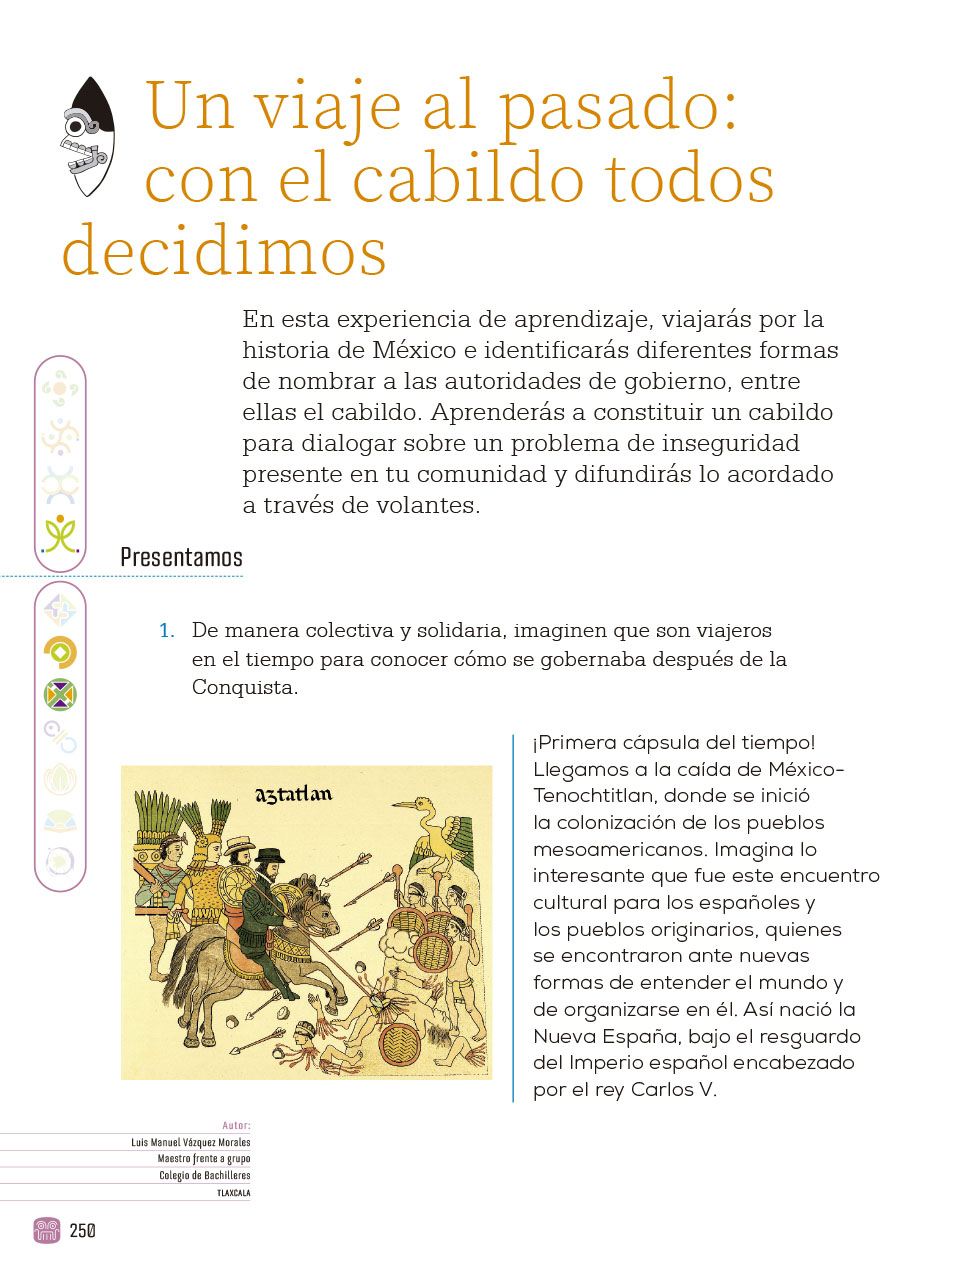 Un viaje al pasado:
con el cabildo todos
decidimos
En esta experiencia de aprendizaje, viajarás por la
historia de México e identificarás diferentes formas
de nombrar a las autoridades de gobierno, entre
ellas el cabildo. Aprenderás a constituir un cabildo
para dialogar sobre un problema de inseguridad
presente en tu comunidad y difundirás lo acordado
a través de volantes.
Presentamos
1. De manera colectiva y solidaria, imaginen que son viajeros
en el tiempo para conocer cómo se gobernaba después de la
Conquista.
aztatlan
¡Primera cápsula del tiempo!
Llegamos a la caída de México-
Tenochtitlan, donde se inició
la colonización de los pueblos
mesoamericanos. Imagina lo
interesante que fue este encuentro
cultural para los españoles y
los pueblos originarios, quienes
se encontraron ante nuevas
formas de entender el mundo y
de organizarse en él. Así nació la
Nueva España, bajo el resguardo
del Imperio español encabezado
por el rey Carlos V.
Autor:
Luis Manuel Vázquez Morales
Maestro frente a grupo
Colegio de Bachilleres
TLAXCALA
250